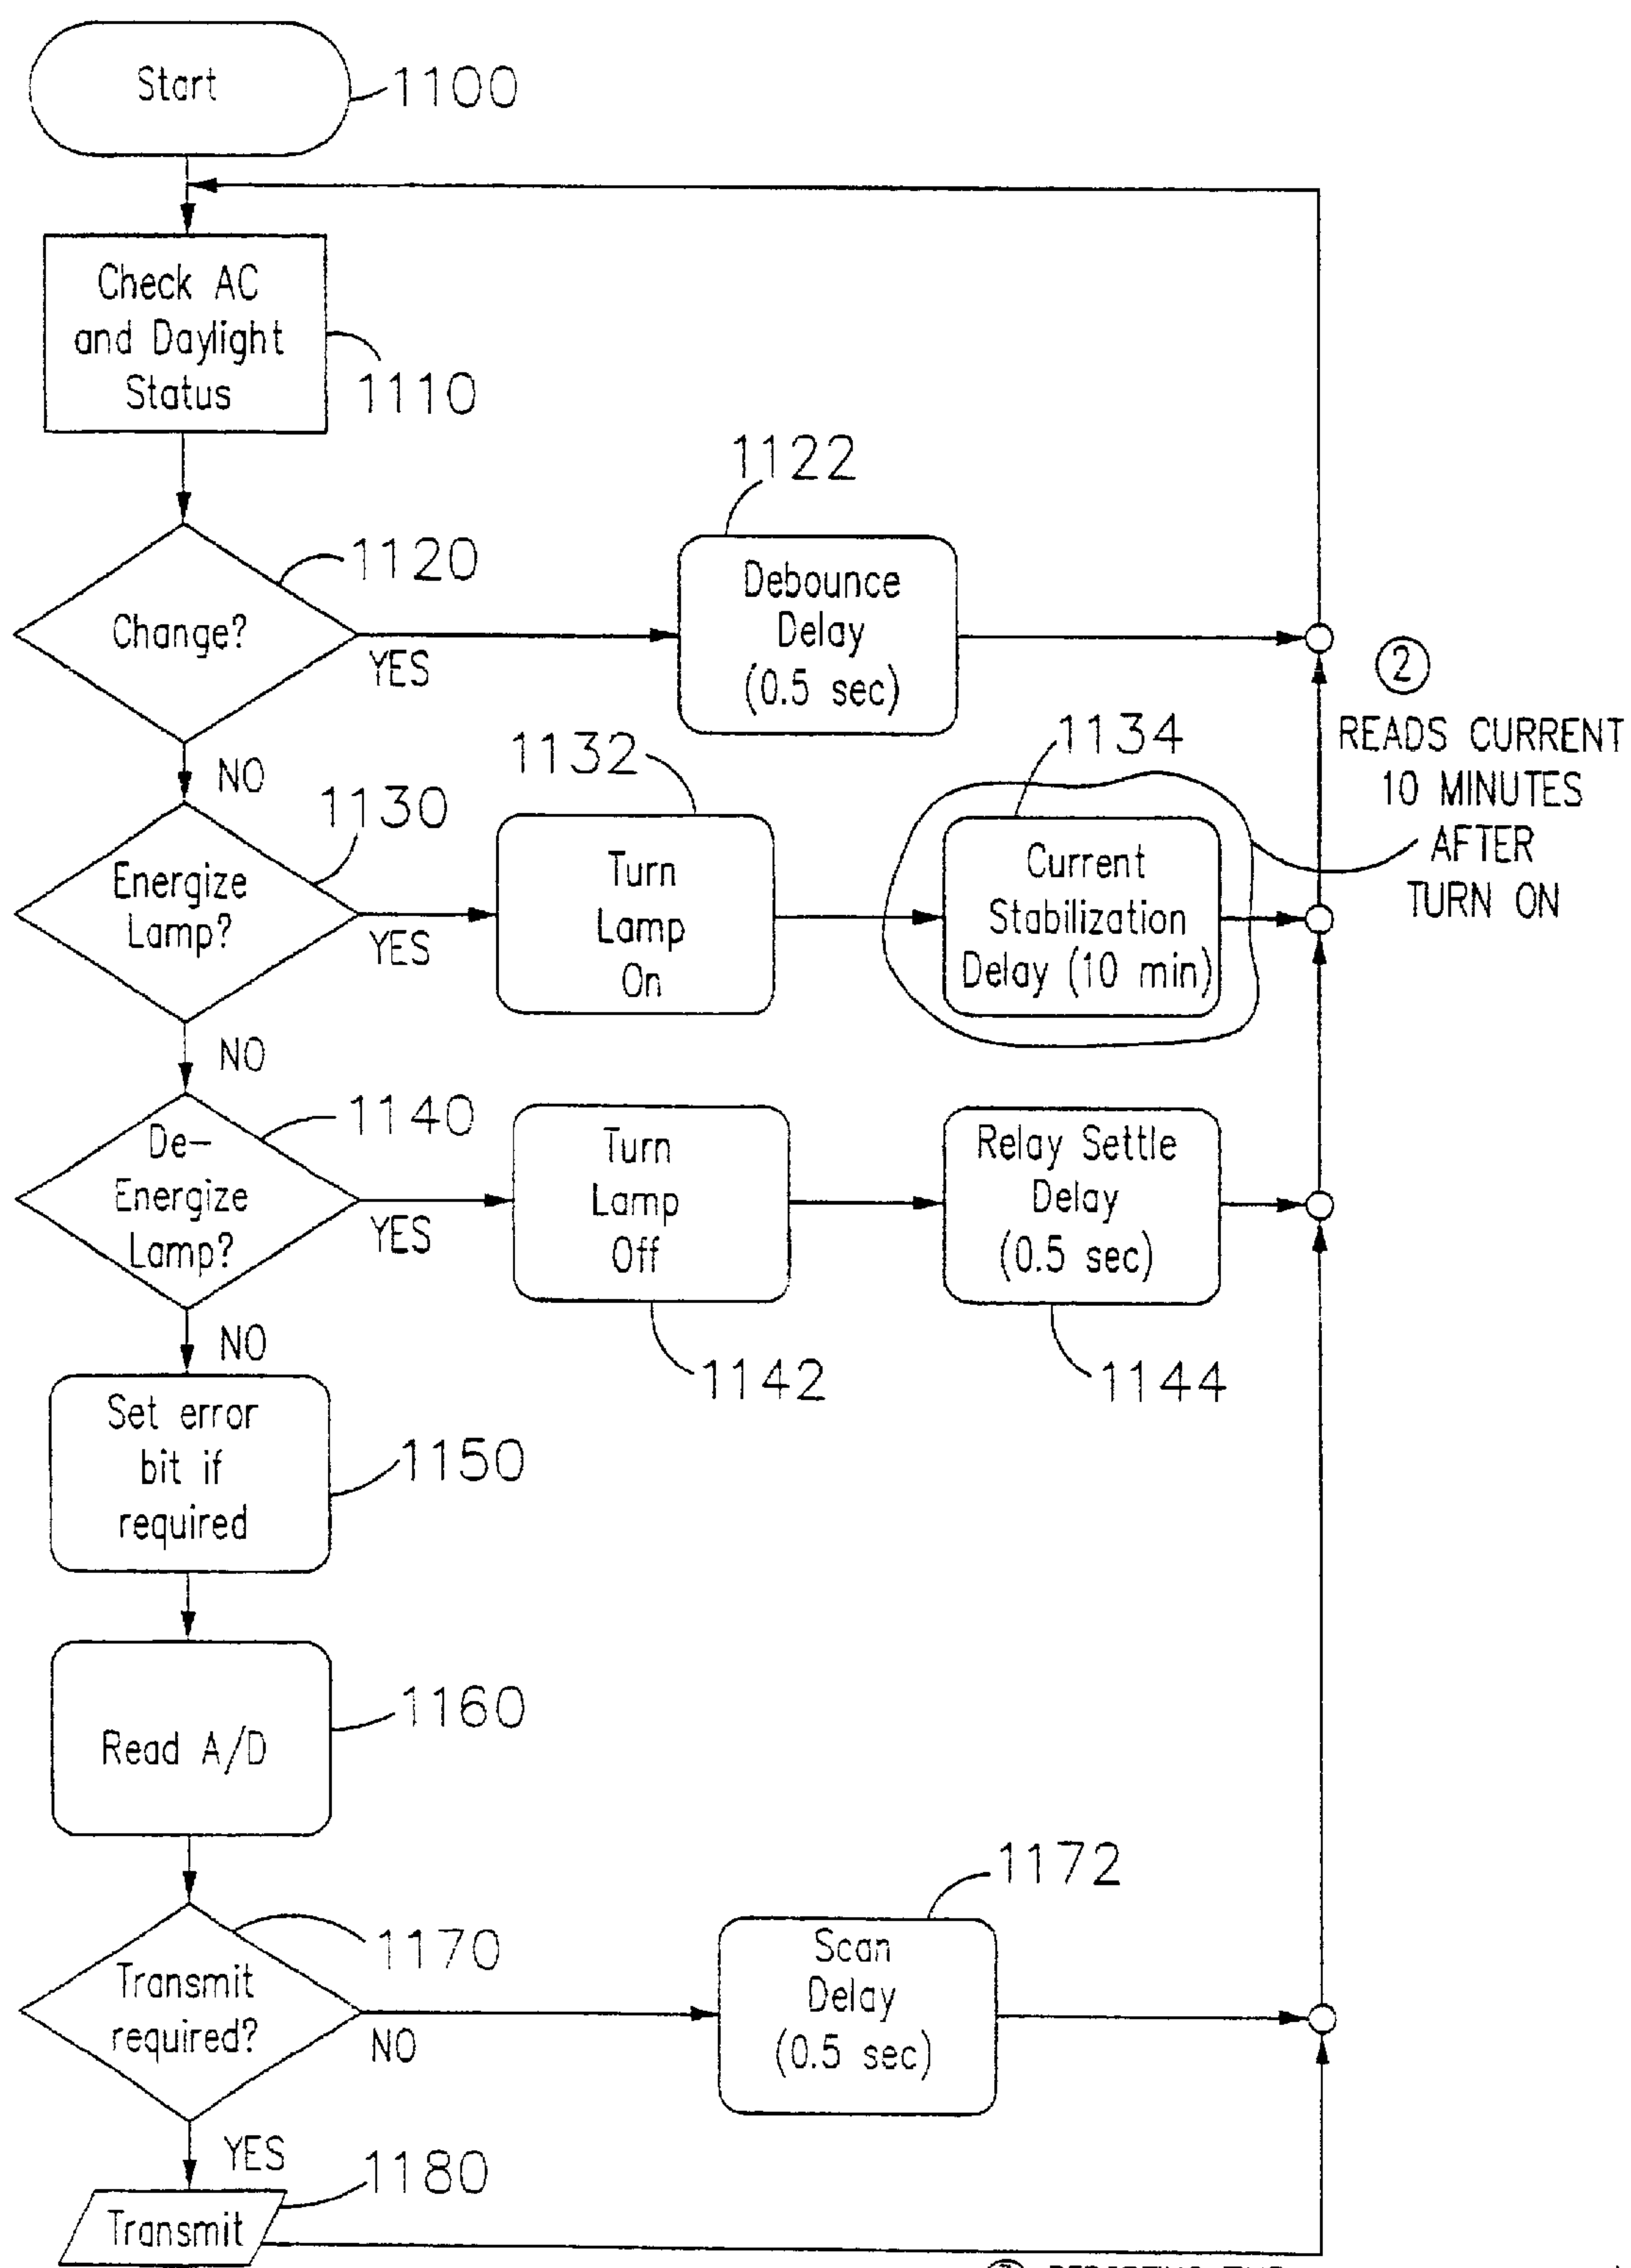 Start
1100
Check AC
and Daylight
Status
1110
1122
1120
Change?
YES
Debounce
Delay
(0.5 sec)
2
READS CURRENT
10 MINUTES
AFTER
TURN ON
NO
1132
1134
1130
Energize
Lamp?
YES
Turn
Lamp
On
Current
Stabilization
Delay (10 min)
NO
1140
De-
Energize
Lamp?
YES
Turn
Lamp
Off
1142
Relay Settle
Delay
(0.5 sec)
1144
NO
Set error
bit if
required
1150
Read A/D
1160
1172
1170
Transmit
required?
NO
Scan
Delay
(0.5 sec)
YES
1180
Transmit